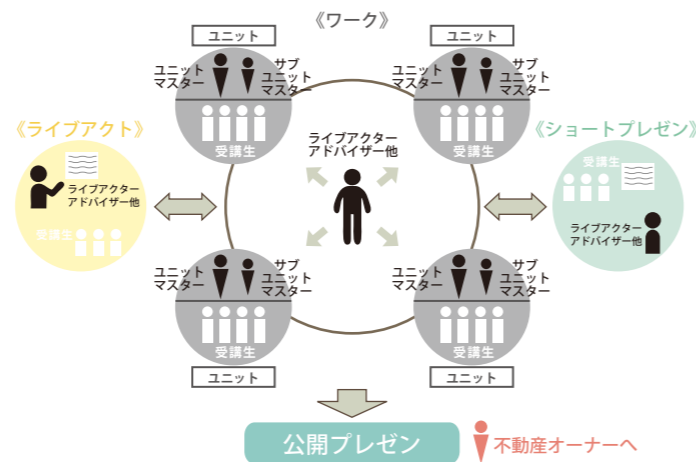 《ワーク》
ユニット
ユニット
マスター
サブ
ユニット
マスター
受講生
ユニット
ユニット
マスター
サブ
ユニット
マスター
受講生
《ライブアクト》
ライブアクター
アドバイザー他
受講生
ライブアクター
アドバイザー他
《ショートプレゼン》
受講生
ライブアクター
アドバイザー他
ユニット
マスター
サブ
ユニット
マスター
受講生
ユニット
ユニット
マスター
サブ
ユニット
マスター
受講生
ユニット
公開プレゼン
不動産オーナーへ